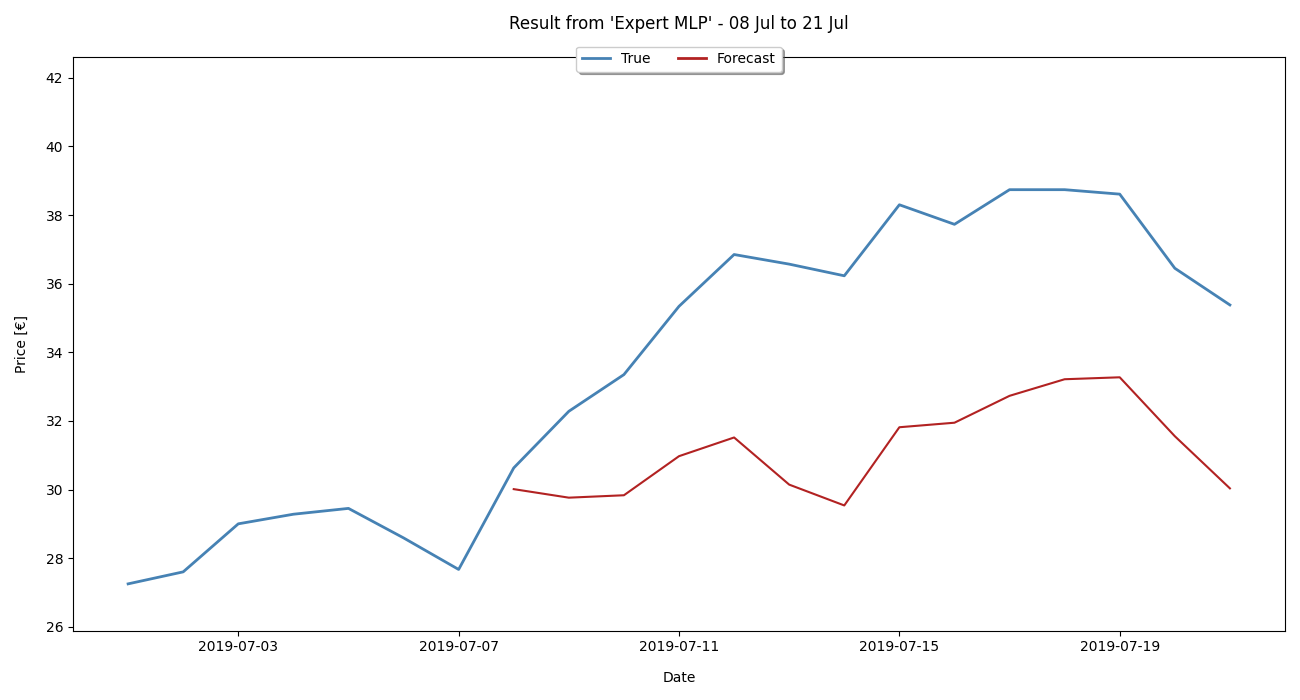 Result from 'Expert MLP' - 08 Jul to 21 Jul
True Forecast
42
40
38
36
34
32
30
28
26
Price [€]
2019-07-03 2019-07-07 2019-07-11 2019-07-15 2019-07-19
Date